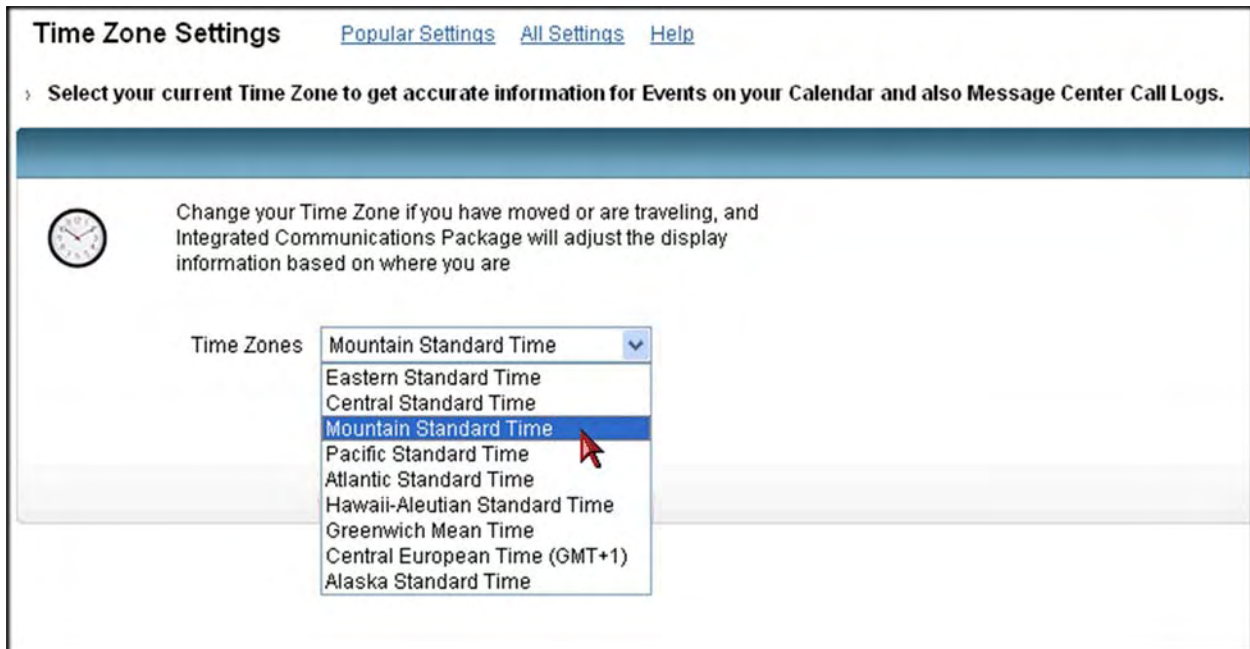 Time Zone Settings Popular Settings All Settings Help
› Select your current Time Zone to get accurate information for Events on your Calendar and also Message Center Call Logs.
Change your Time Zone if you have moved or are traveling, and
Integrated Communications Package will adjust the display
information based on where you are
Time Zones Mountain Standard Time
Eastern Standard Time
Central Standard Time
Mountain Standard Time
Pacific Standard Time
Atlantic Standard Time
Hawaii-Aleutian Standard Time
Greenwich Mean Time
Central European Time (GMT+1)
Alaska Standard Time